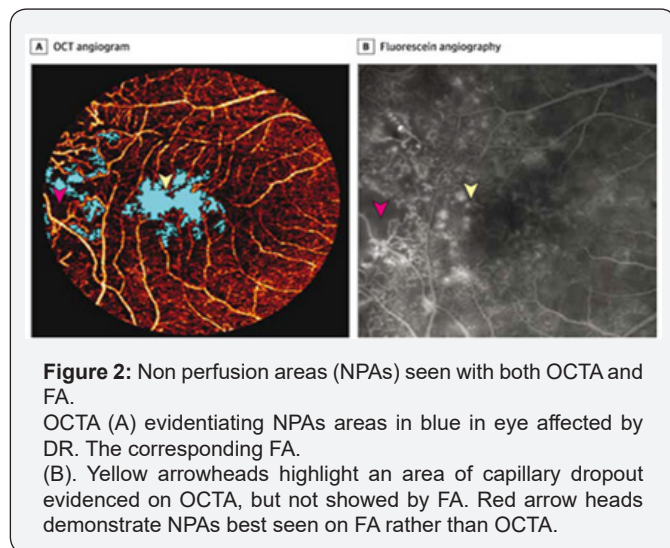 A OCT angiogram
B Fluorescein angiography
Figure 2: Non perfusion areas (NPAs) seen with both OCTA and
FA.
OCTA (A) evidentiating NPAs areas in blue in eye affected by
DR. The corresponding FA.
(B). Yellow arrowheads highlight an area of capillary dropout
evidenced on OCTA, but not showed by FA. Red arrow heads
demonstrate NPAs best seen on FA rather than OCTA.